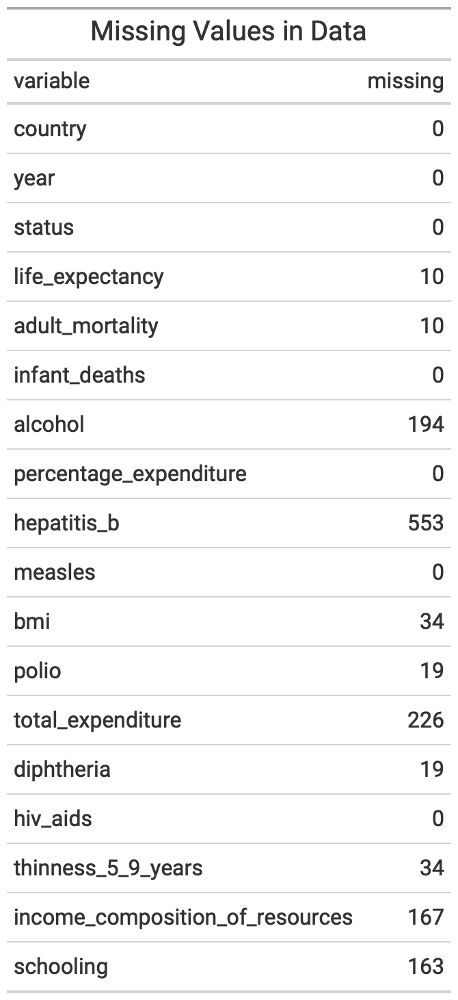 Missing Values in Data
variable missing
country 0
year 0
status 0
life_expectancy 10
adult_mortality 10
infant_deaths 0
alcohol 194
percentage_expenditure 0
hepatitis_b 553
measles 0
bmi 34
polio 19
total_expenditure 226
diphtheria 19
hiv_aids 0
thinness_5_9_years 34
income_composition_of_resources 167
schooling 163